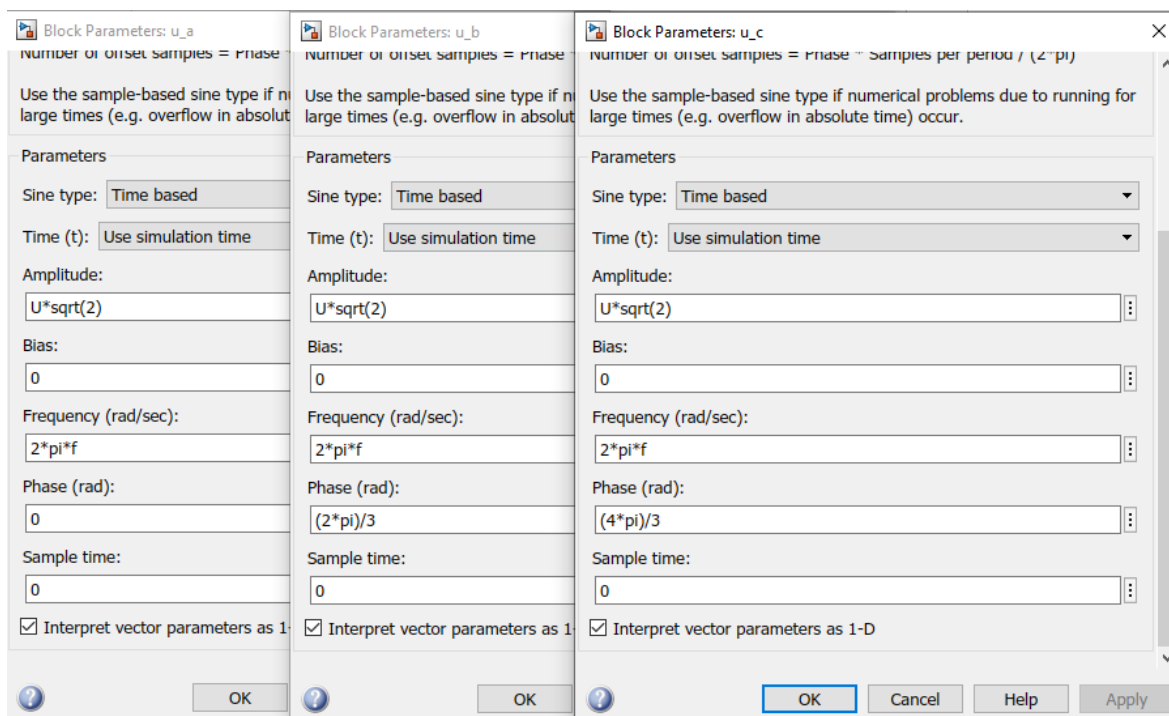 Block Parameters: u_a
Number of offset samples = Phase *
Use the sample-based sine type if
large times (e.g. overflow in absolut
Parameters
Sine type: Time based
Time (t): Use simulation time
Amplitude:
U*sqrt(2)
Bias:
0
Frequency (rad/sec):
2*pi*f
Phase (rad):
0
Sample time:
0
Interpret vector parameters as 1-
OK
Block Parameters: u_b
Number of offset samples = Phase *
Use the sample-based sine type if
large times (e.g. overflow in absolut
Parameters
Sine type: Time based
Time (t): Use simulation time
Amplitude:
U*sqrt(2)
Bias:
0
Frequency (rad/sec):
2*pi*f
Phase (rad):
(2*pi)/3
Sample time:
0
Interpret vector parameters as 1-
OK
Block Parameters: u_c
Number of offset samples = Phase * Samples per period / (2*pi)
Use the sample-based sine type if numerical problems due to running for
large times (e.g. overflow in absolute time) occur.
Parameters
Sine type: Time based
Time (t): Use simulation time
Amplitude:
U*sqrt(2)
Bias:
0
Frequency (rad/sec):
2*pi*f
Phase (rad):
(4*pi)/3
Sample time:
0
Interpret vector parameters as 1-D
OK Cancel Help Apply